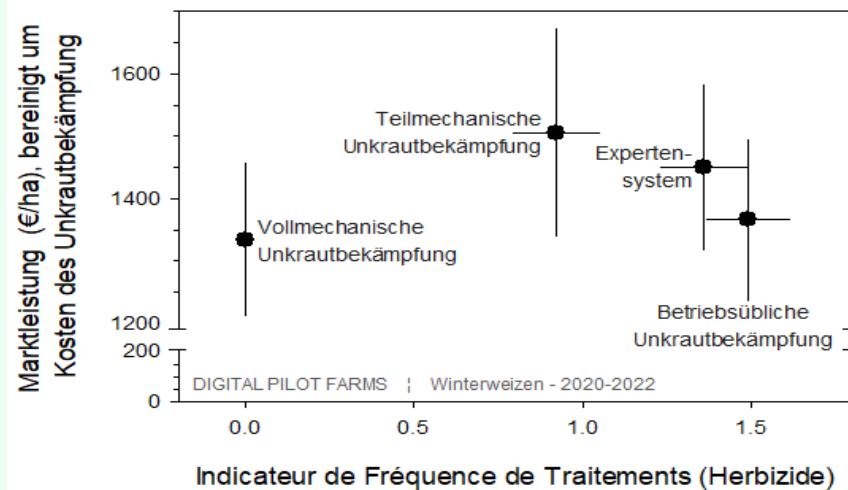 Marktleistung (€/ha), bereinigt um
Kosten des Unkrautbekämpfung
1600
1400
1200
200
0
Teilmechanische
Unkrautbekämpfung
Experten-
system
Vollmechanische
Unkrautbekämpfung
Betriebsübliche
Unkrautbekämpfung
DIGITAL PILOT FARMS ¦ Winterweizen - 2020-2022
0.0 0.5 1.0 1.5
Indicateur de Fréquence de Traitements (Herbizide)